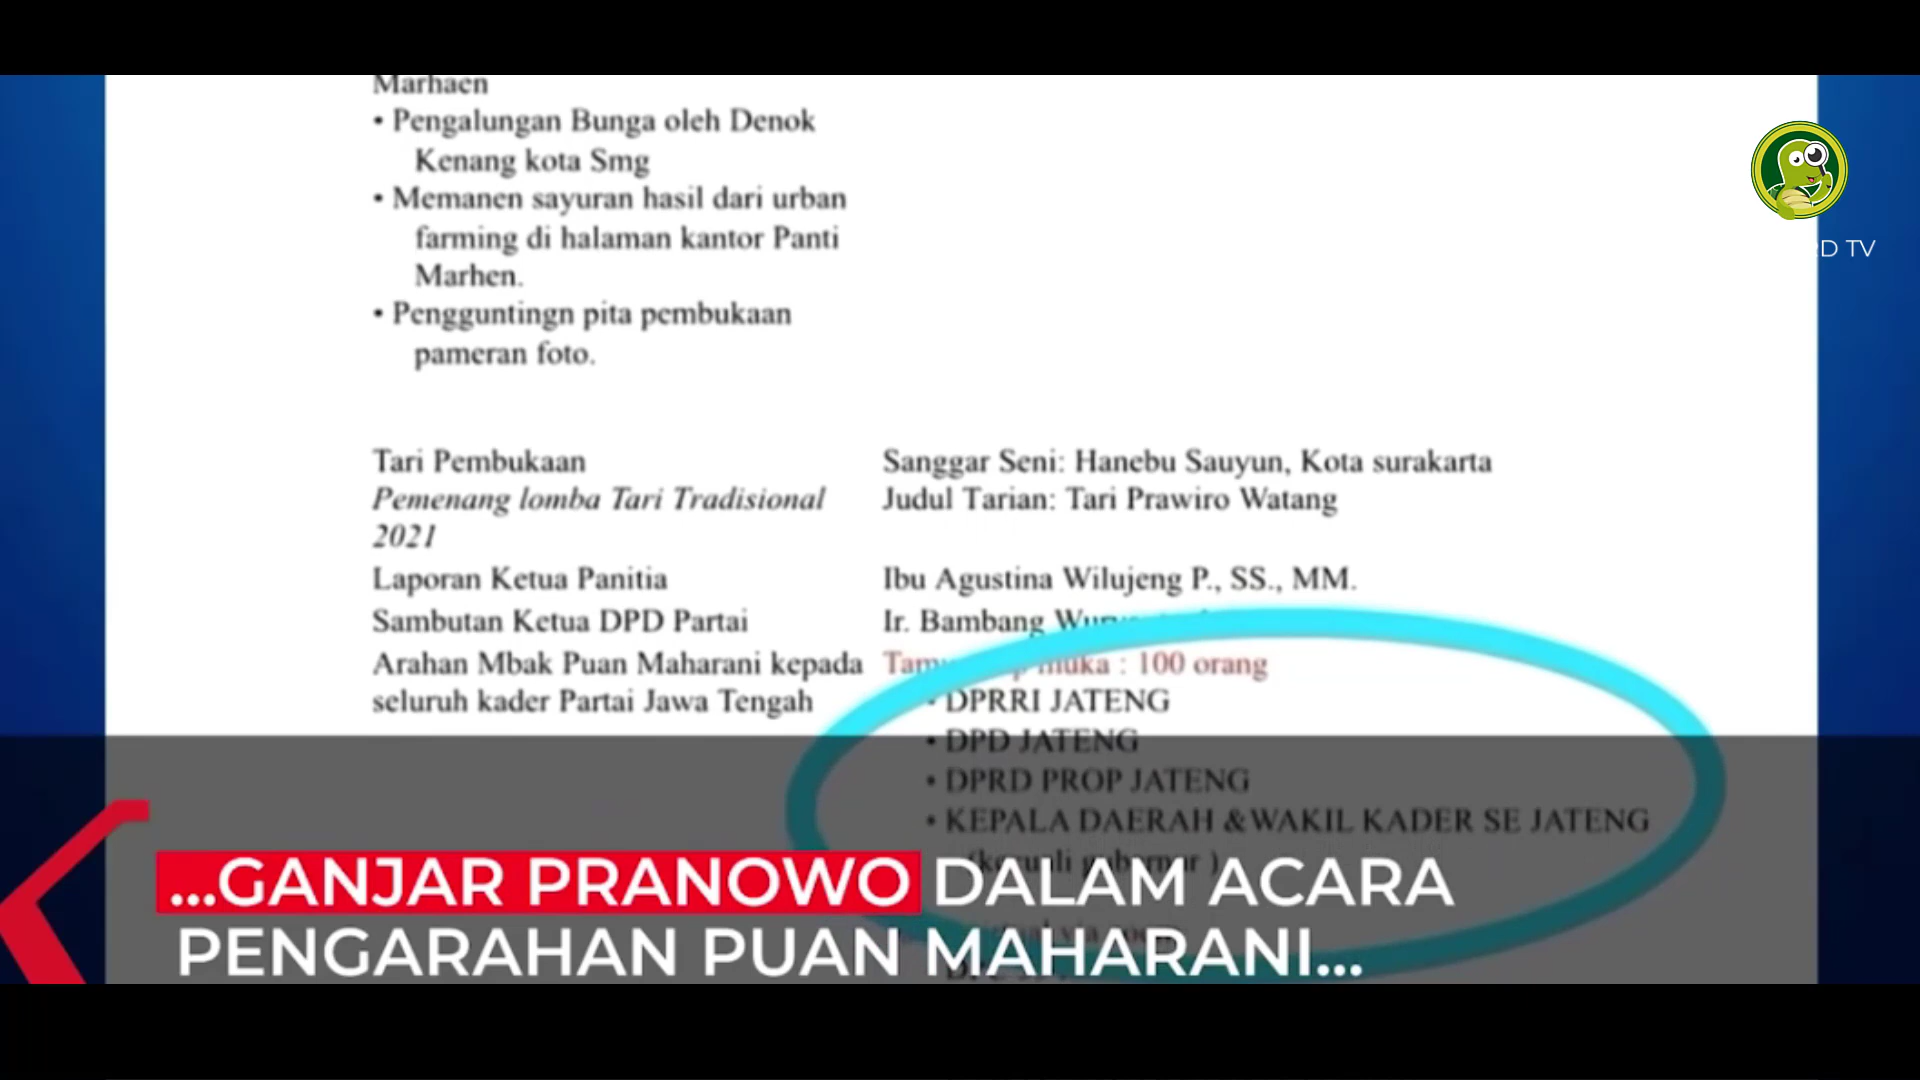 Marhaen
• Pengalungan Bunga oleh Denok
Kenang kota Smg
• Memanen sayuran hasil dari urban
farming di halaman kantor Panti
Marhen.
• Pengguntingn pita pembukaan
pameran foto.
RD TV
Tari Pembukaan
Pemenang lomba Tari Tradisional
2021
Sanggar Seni: Hanebu Sauyun, Kota surakarta
Judul Tarian: Tari Prawiro Watang
Laporan Ketua Panitia
Ibu Agustina Wilujeng P., SS., MM.
Sambutan Ketua DPD Partai
Ir. Bambang
Arahan Mbak Puan Maharani kepada
seluruh kader Partai Jawa Tengah
muka : 100 orang
• DPRRI JATENG
• DPD JATENG
• DPRD PROP JATENG
• KEPALA DAERAH & WAKIL KADER SE JATENG
...GANJAR PRANOWO DALAM ACARA
PENGARAHAN PUAN MAHARANI...